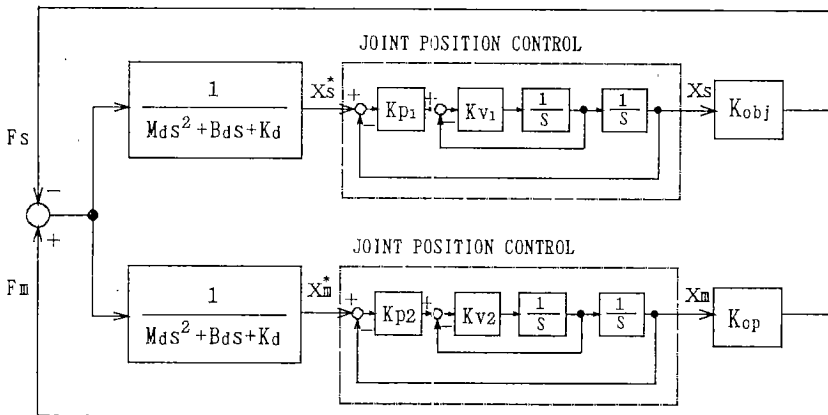 JOINT POSITION CONTROL
1
Mds²+Bds+Kd
Xs*
+
−
Kp1
+
−
Kv1
1
S
1
S
Xs
Kobj
Fs
−
+
Fm
JOINT POSITION CONTROL
1
Mds²+Bds+Kd
Xm*
+
−
Kp2
+
−
Kv2
1
S
1
S
Xm
Kop